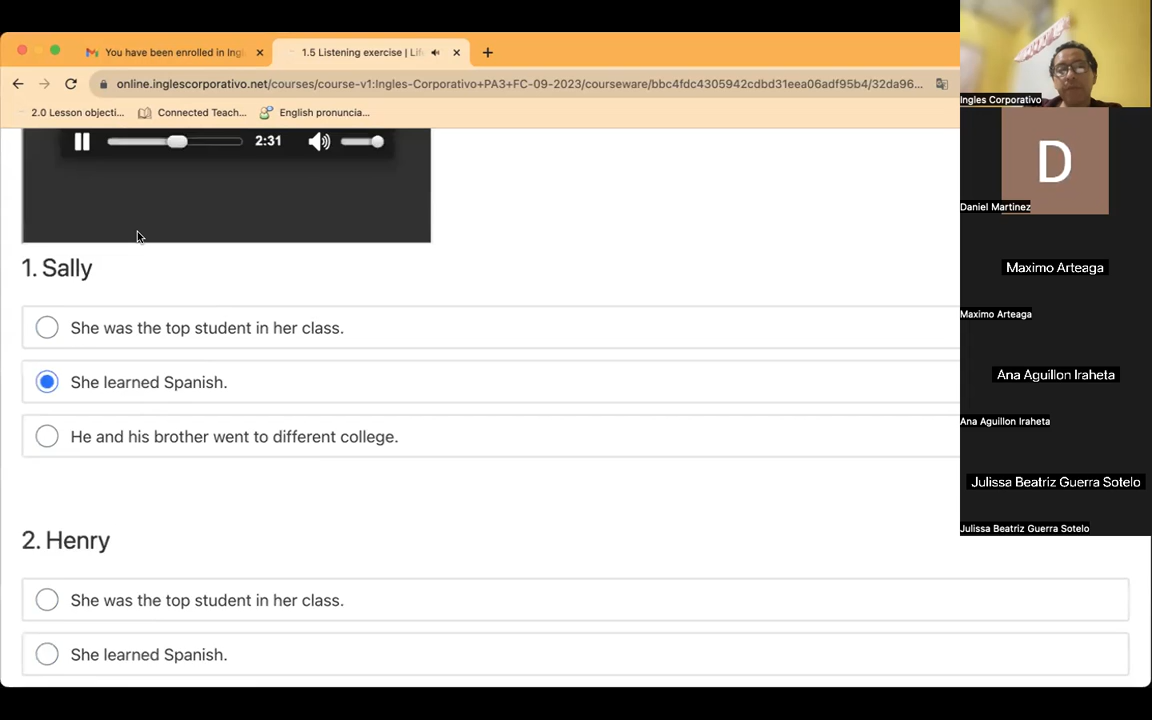 You have been enrolled in Ingl
1.5 Listening exercise | Life
online.inglescorporativo.net/courses/course-v1:Ingles-Corporativo+PA3+FC-09-2023/courseware/bbc4fdc4305942cdbd31eea06adf95b4/32da96...
2.0 Lesson objecti...
Connected Teach...
English pronuncia...
2:31
1. Sally
She was the top student in her class.
She learned Spanish.
He and his brother went to different college.
2. Henry
She was the top student in her class.
She learned Spanish.
Ingles Corporativo
D
Daniel Martinez
Maximo Arteaga
Maximo Arteaga
Ana Aguillon Iraheta
Ana Aguillon Iraheta
Julissa Beatriz Guerra Sotelo
Julissa Beatriz Guerra Sotelo